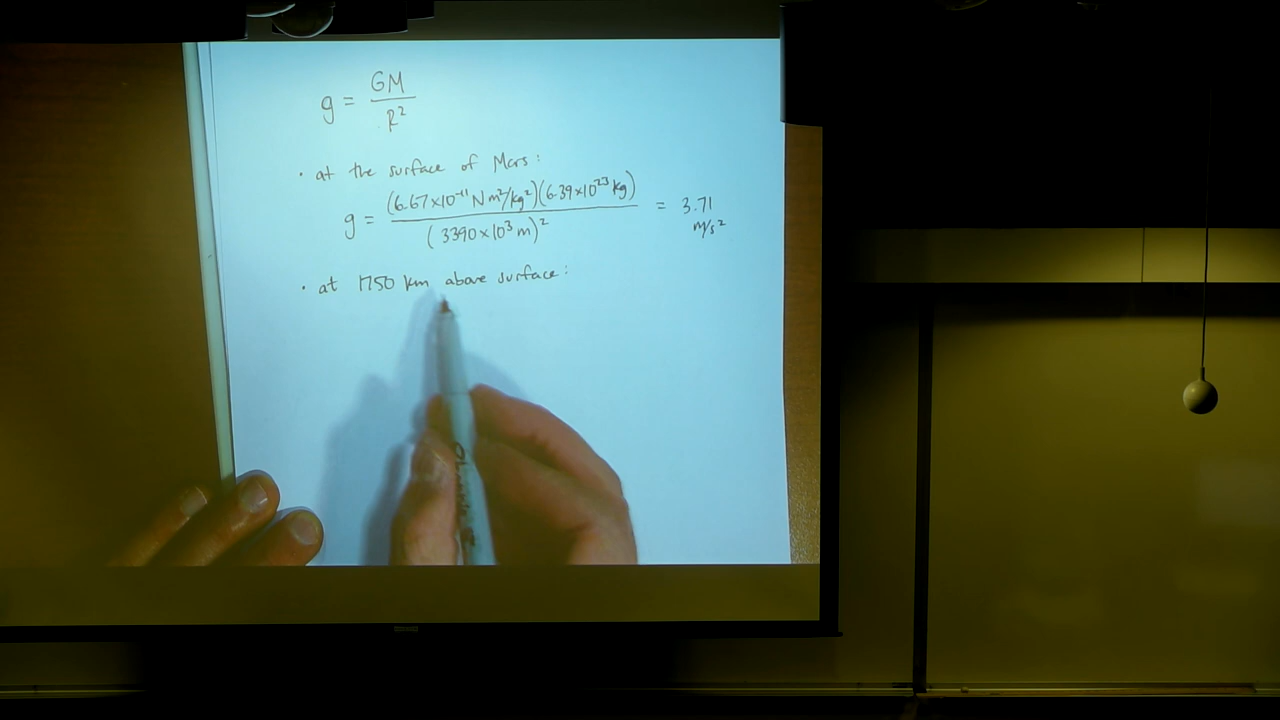 g = GM / R²
• at the surface of Mars:
g = (6.67×10⁻¹¹ Nm²/kg²)(6.39×10²³ kg) / (3390×10³ m)² = 3.71 m/s²
• at 1750 km above surface: